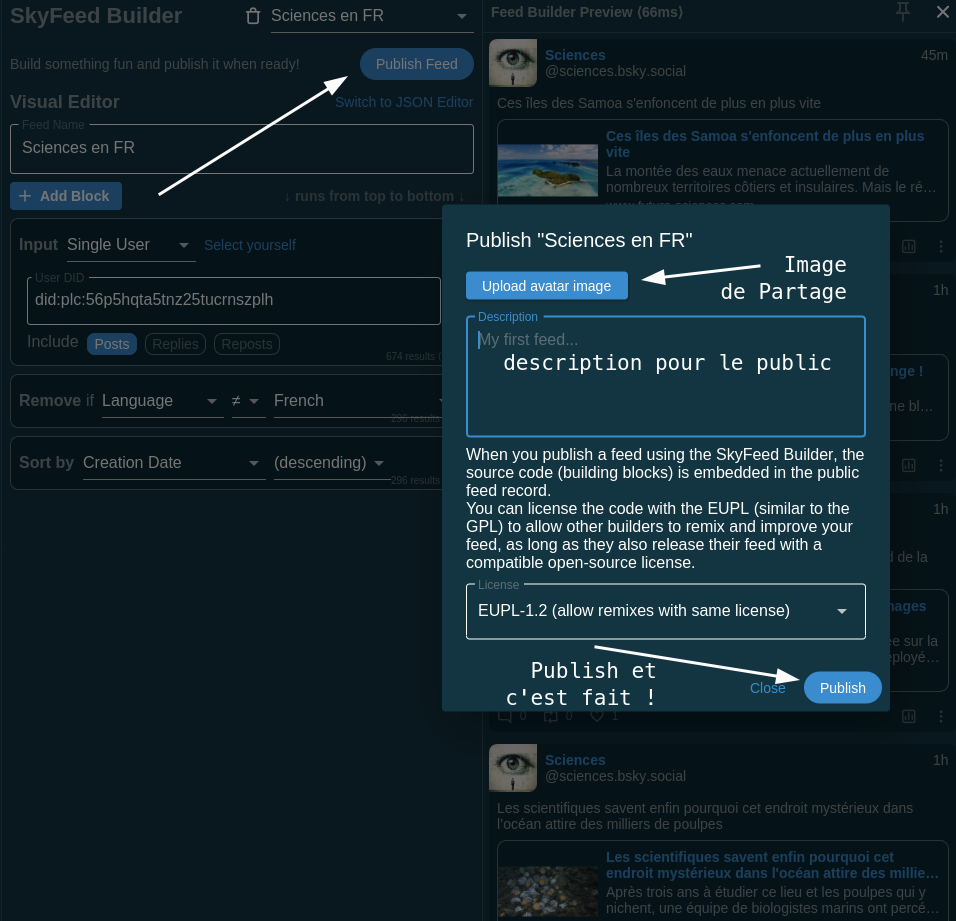 SkyFeed Builder
Sciences en FR
Build something fun and publish it when ready!
Publish Feed
Visual Editor
Switch to JSON Editor
Feed Name
Sciences en FR
+ Add Block
↓ runs from top to bottom ↓
Input Single User Select yourself
User DID
did:plc:56p5hqta5tnz25tucrnszplh
Include Posts Replies Reposts
674 results (
Remove if Language ≠ French
296 results
Sort by Creation Date (descending)
296 results
Feed Builder Preview (66ms)
Sciences 45m
@sciences.bsky.social
Ces îles des Samoa s'enfoncent de plus en plus vite
Ces îles des Samoa s'enfoncent de plus en plus
vite
La montée des eaux menace actuellement de
nombreux territoires côtiers et insulaires. Mais le ré…
www.futura-sciences.com
1h
nge !
ne bl…
1h
d de la
mages
ée sur la
éployé…
Publish "Sciences en FR"
Upload avatar image
Image
de Partage
Description
My first feed...
description pour le public
When you publish a feed using the SkyFeed Builder, the
source code (building blocks) is embedded in the public
feed record.
You can license the code with the EUPL (similar to the
GPL) to allow other builders to remix and improve your
feed, as long as they also release their feed with a
compatible open-source license.
License
EUPL-1.2 (allow remixes with same license)
Publish et
c'est fait !
Close
Publish
0 0 1
Sciences 1h
@sciences.bsky.social
Les scientifiques savent enfin pourquoi cet endroit mystérieux dans
l'océan attire des milliers de poulpes
Les scientifiques savent enfin pourquoi cet
endroit mystérieux dans l'océan attire des millie…
Après trois ans à étudier ce lieu et les poulpes qui y
nichent, une équipe de biologistes marins ont percé…